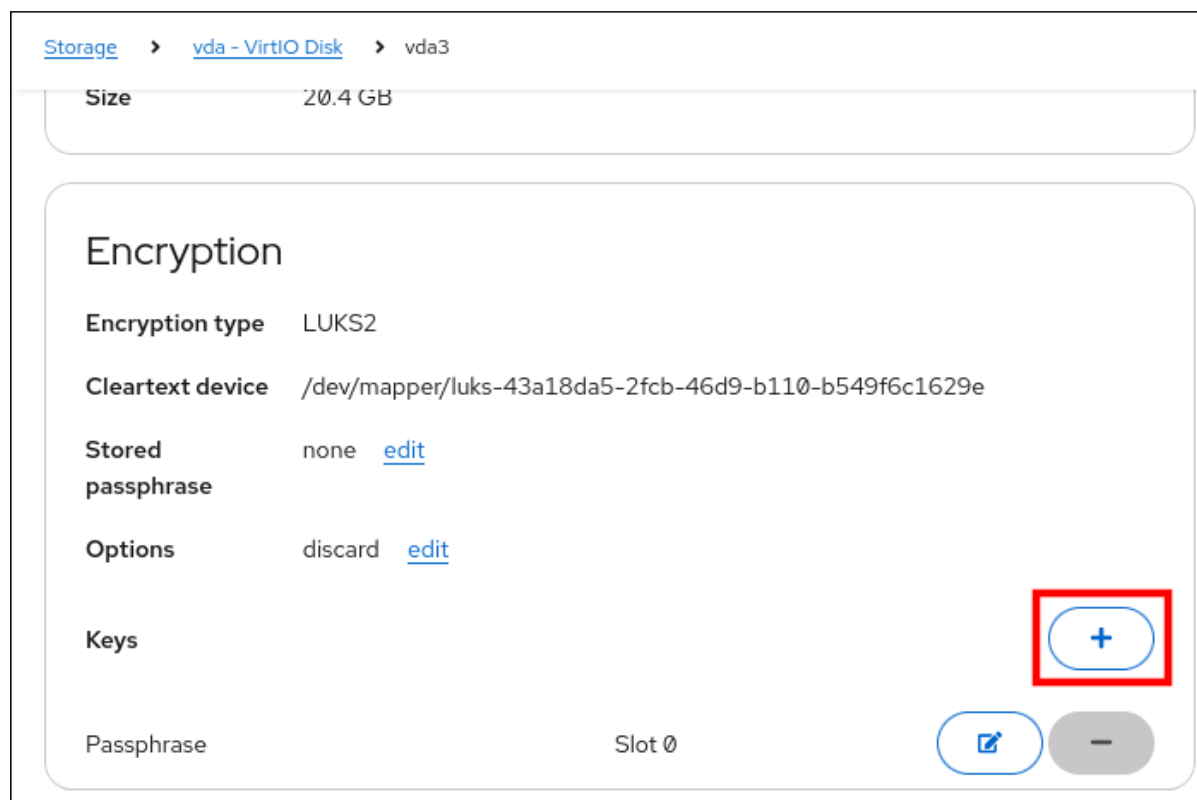 Storage > vda - VirtIO Disk > vda3
Size 20.4 GB
Encryption
Encryption type LUKS2
Cleartext device /dev/mapper/luks-43a18da5-2fcb-46d9-b110-b549f6c1629e
Stored passphrase none edit
Options discard edit
Keys +
Passphrase Slot 0 −